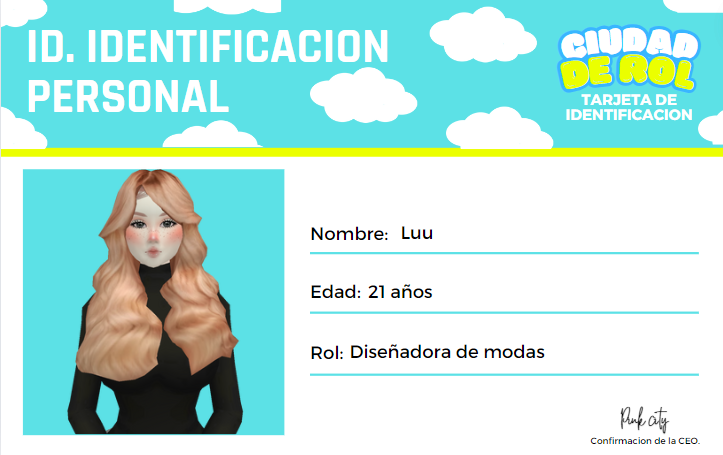 ID. IDENTIFICACION
PERSONAL
CIUDAD
DE ROL
TARJETA DE
IDENTIFICACION
Nombre: Luu
Edad: 21 años
Rol: Diseñadora de modas
Pink City
Confirmacion de la CEO.